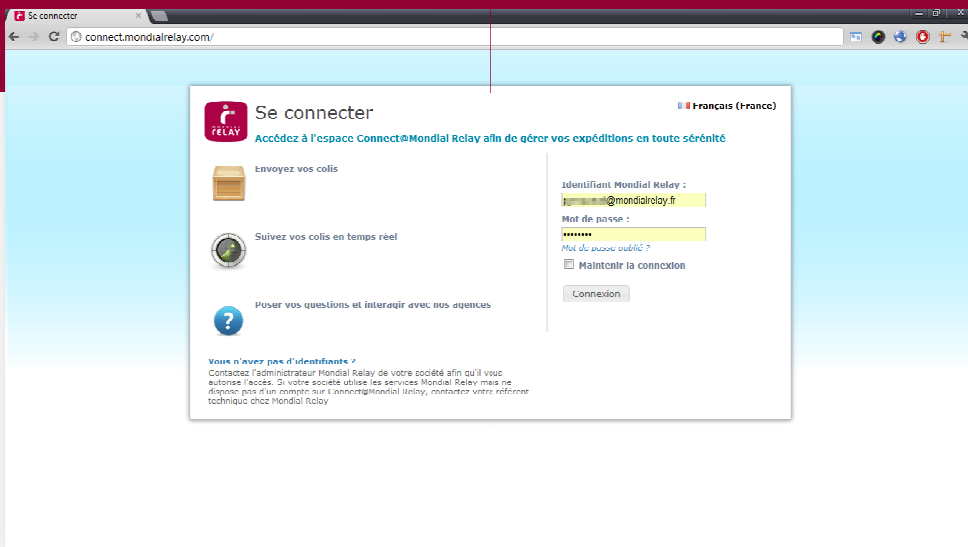 Se connecter
connect.mondialrelay.com/
MONDIAL
RELAY
Se connecter
Français (France)
Accédez à l'espace Connect@Mondial Relay afin de gérer vos expéditions en toute sérénité
Envoyez vos colis
Suivez vos colis en temps réel
Poser vos questions et interagir avec nos agences
Vous n'avez pas d'identifiants ?
Contactez l'administrateur Mondial Relay de votre société afin qu'il vous
autorise l'accès. Si votre société utilise les services Mondial Relay mais ne
dispose pas d'un compte sur Connect@Mondial Relay, contactez votre référent
technique chez Mondial Relay
Identifiant Mondial Relay :
@mondialrelay.fr
Mot de passe :
••••••••
Mot de passe oublié ?
Maintenir la connexion
Connexion